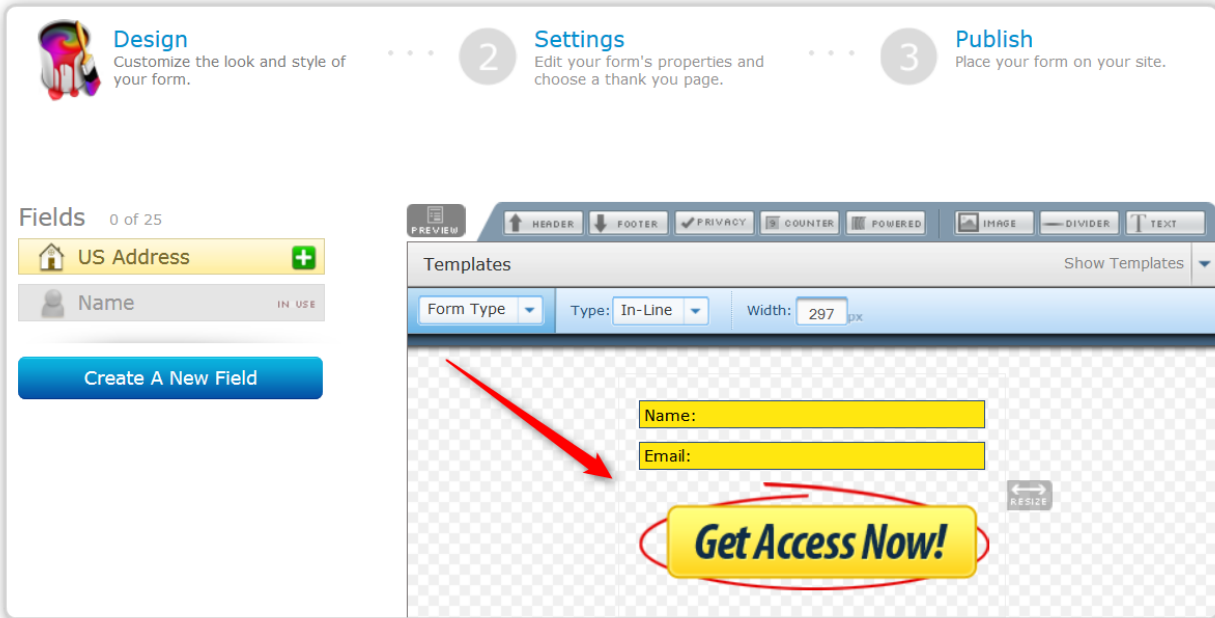 Design
Customize the look and style of
your form.
2
Settings
Edit your form's properties and
choose a thank you page.
3
Publish
Place your form on your site.
Fields 0 of 25
US Address
Name IN USE
Create A New Field
PREVIEW
HEADER FOOTER PRIVACY COUNTER POWERED IMAGE DIVIDER TEXT
Templates Show Templates
Form Type Type: In-Line Width: 297 px
Name:
Email:
RESIZE
Get Access Now!